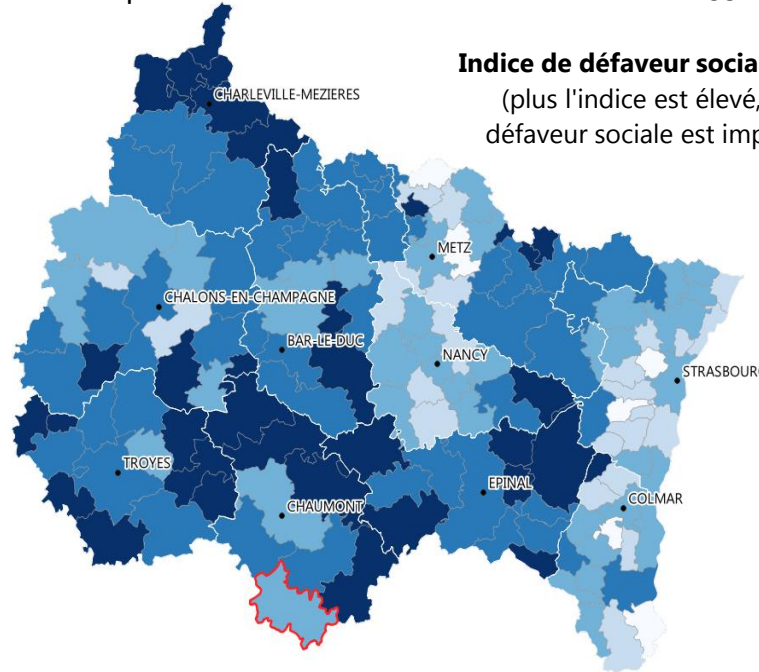 Indice de défaveur socia
(plus l'indice est élevé,
défaveur sociale est imp
CHARLEVILLE-MEZIERES
METZ
CHALONS-EN-CHAMPAGNE
BAR-LE-DUC
NANCY
STRASBOURG
TROYES
EPINAL
CHAUMONT
COLMAR